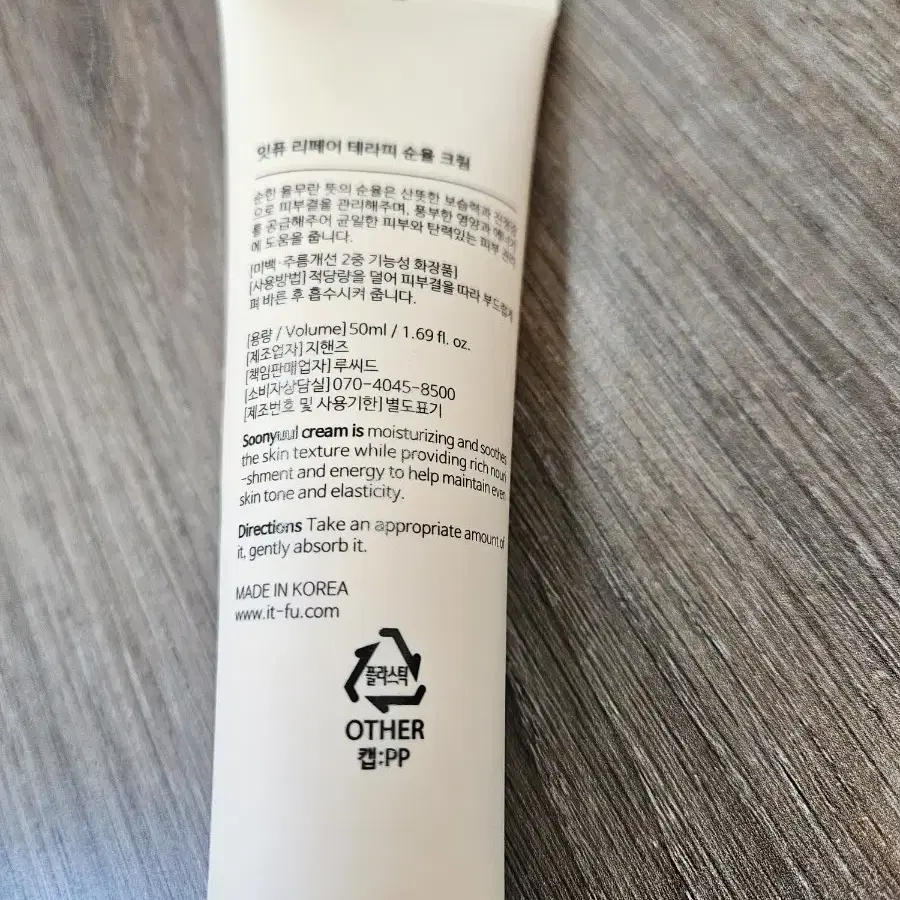 잇퓨 리페어 테라피 순율 크림
순한 율무란 뜻의 순율은 산뜻한 보습력과 진정효
으로 피부결을 관리해주며, 풍부한 영양과 에너지
를 공급해주어 균일한 피부와 탄력있는 피부
에 도움을 줍니다.
[미백·주름개선 2중 기능성 화장품]
[사용방법] 적당량을 덜어 피부결을 따라 부드럽게
펴 바른 후 흡수시켜 줍니다.
[용량 / Volume] 50ml / 1.69 fl. oz.
[제조업자] 지핸즈
[책임판매업자] 루씨드
[소비자상담실] 070-4045-8500
[제조번호 및 사용기한] 별도표기
Soonyuul cream is moisturizing and soothes
the skin texture while providing rich nouri
-shment and energy to help maintain even
skin tone and elasticity.
Directions Take an appropriate amount of
it, gently absorb it.
MADE IN KOREA
www.it-fu.com
플라스틱
OTHER
캡:PP